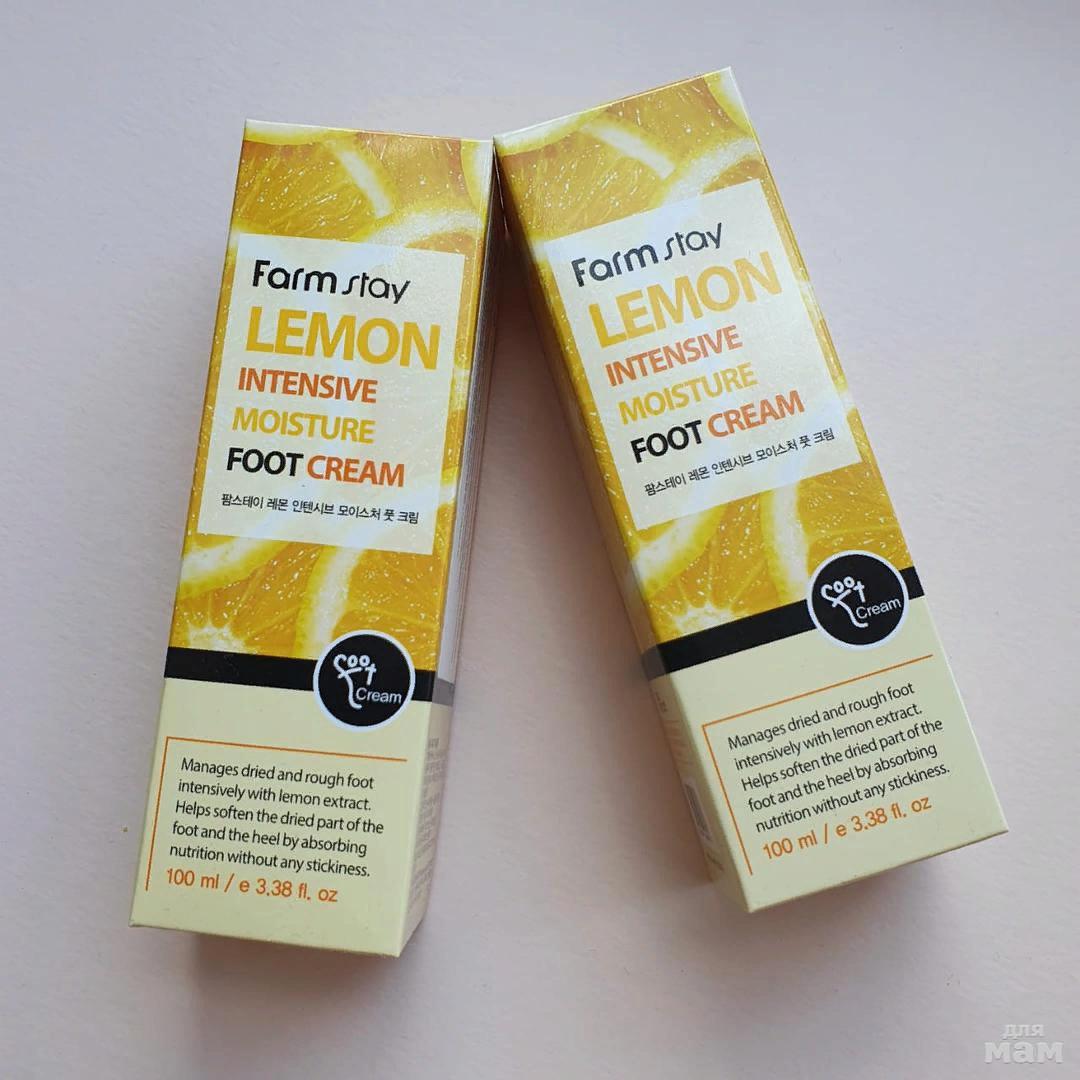 Farm stay
LEMON
INTENSIVE
MOISTURE
FOOT CREAM
팜스테이 레몬 인텐시브 모이스처 풋 크림
foot
Cream
Manages dried and rough foot
intensively with lemon extract.
Helps soften the dried part of the
foot and the heel by absorbing
nutrition without any stickiness.
100 ml / e 3.38 fl. oz
Farm stay
LEMON
INTENSIVE
MOISTURE
FOOT CREAM
팜스테이 레몬 인텐시브 모이스처 풋 크림
foot
Cream
Manages dried and rough foot
intensively with lemon extract.
Helps soften the dried part of the
foot and the heel by absorbing
nutrition without any stickiness.
100 ml / e 3.38 fl. oz
для
мам